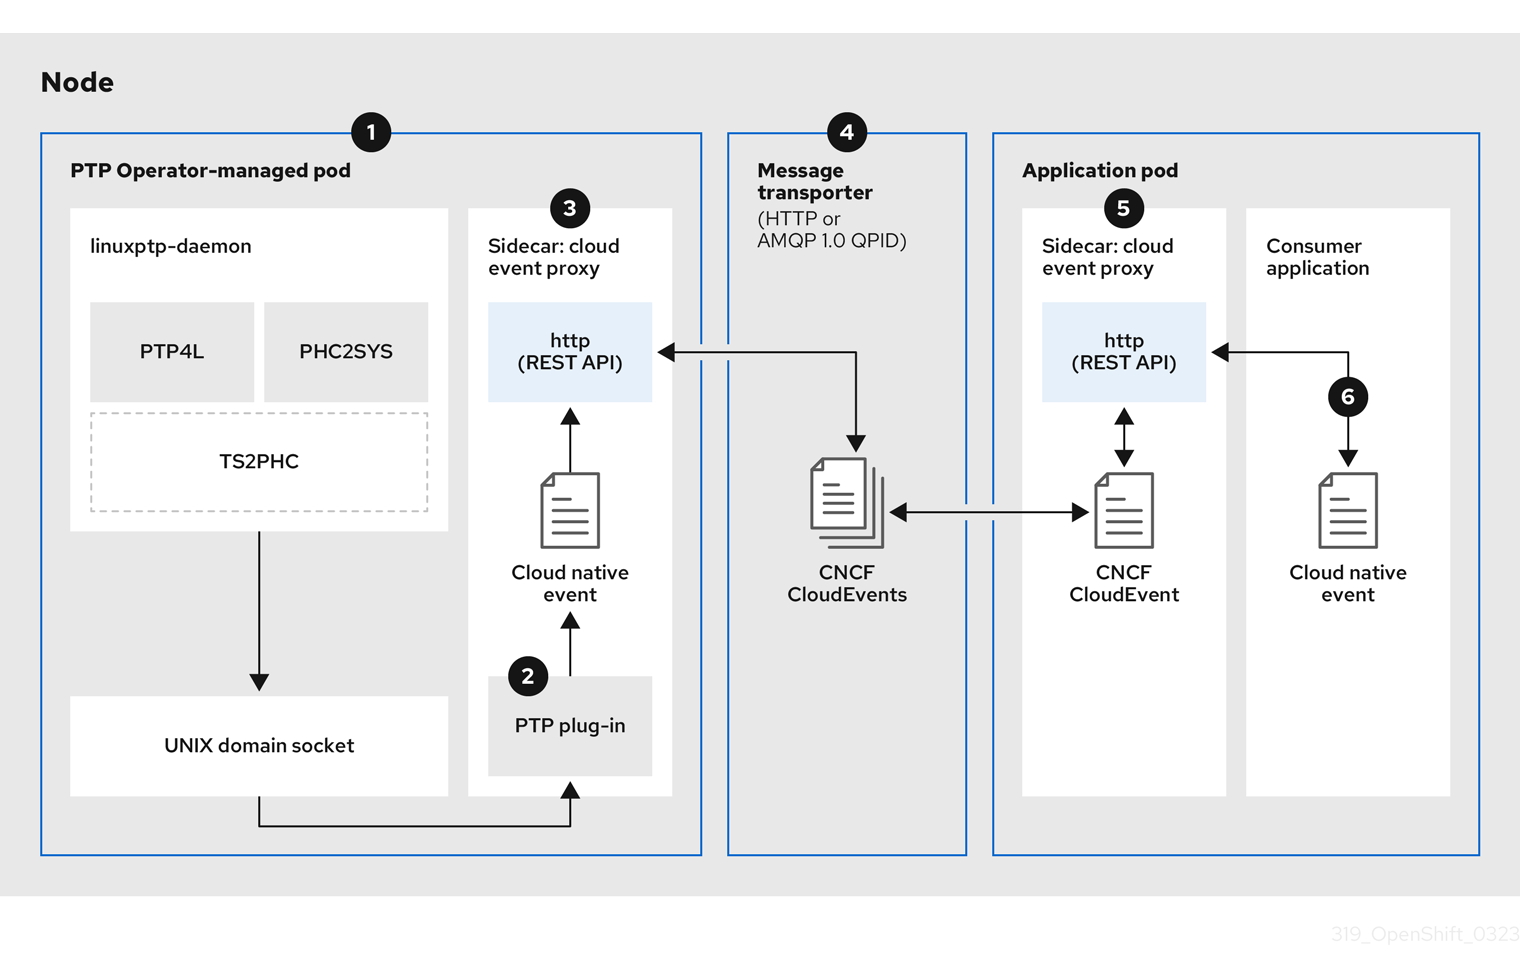 Node
1
PTP Operator-managed pod
linuxptp-daemon
PTP4L
PHC2SYS
TS2PHC
UNIX domain socket
3
Sidecar: cloud
event proxy
http
(REST API)
Cloud native
event
2
PTP plug-in
4
Message
transporter
(HTTP or
AMQP 1.0 QPID)
CNCF
CloudEvents
Application pod
5
Sidecar: cloud
event proxy
http
(REST API)
CNCF
CloudEvent
Consumer
application
6
Cloud native
event
319_OpenShift_0323